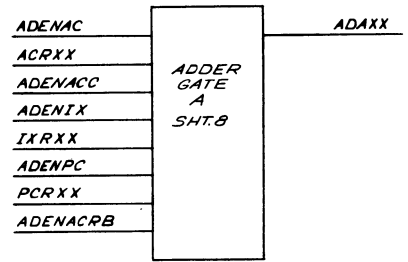 ADENAC
ADAXX
ACRXX
ADENACC
ADENIX
IXRXX
ADENPC
PCRXX
ADENACRB
ADDER
GATE
A
SHT.8